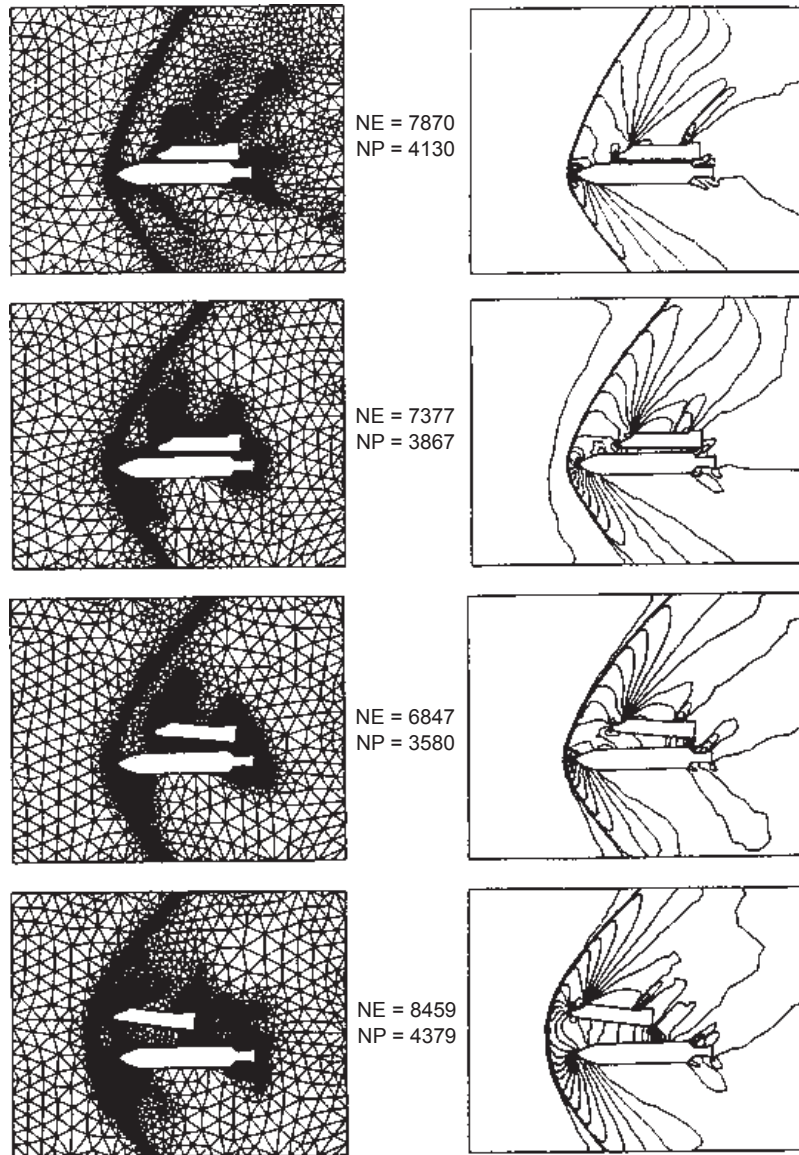 NE = 7870
NP = 4130
NE = 7377
NP = 3867
NE = 6847
NP = 3580
NE = 8459
NP = 4379